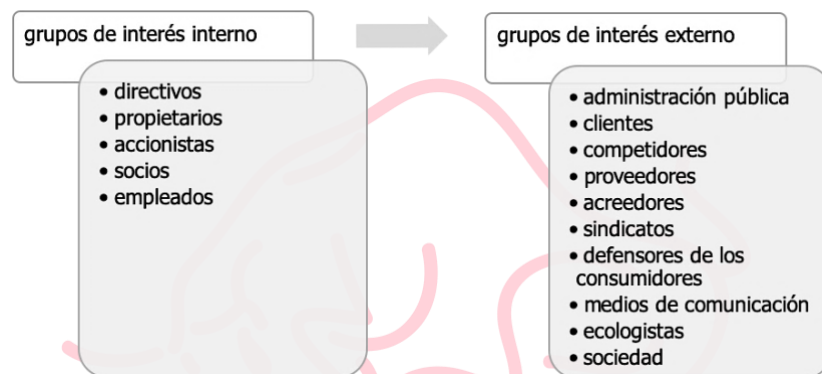 grupos de interés interno
• directivos
• propietarios
• accionistas
• socios
• empleados
grupos de interés externo
• administración pública
• clientes
• competidores
• proveedores
• acreedores
• sindicatos
• defensores de los
consumidores
• medios de comunicación
• ecologistas
• sociedad